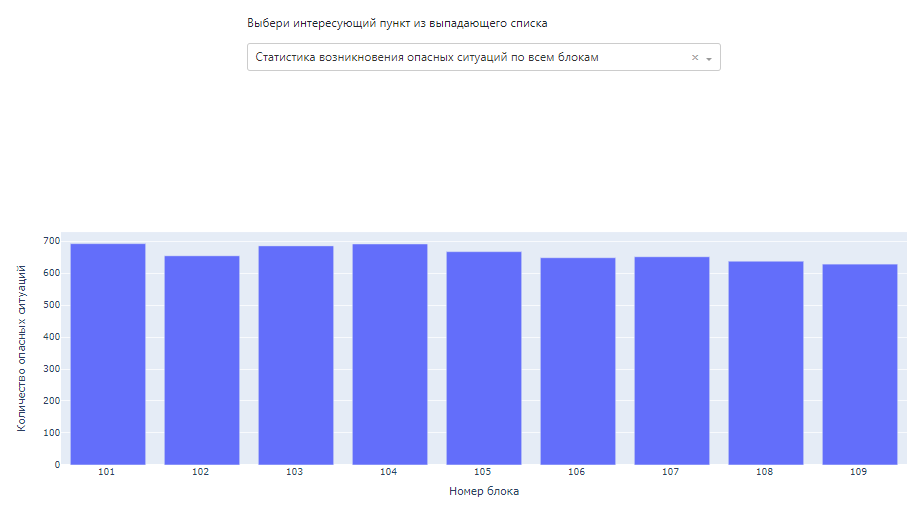 Выбери интересующий пункт из выпадающего списка
Статистика возникновения опасных ситуаций по всем блокам
Количество опасных ситуаций
700
600
500
400
300
200
100
0
101 102 103 104 105 106 107 108 109
Номер блока